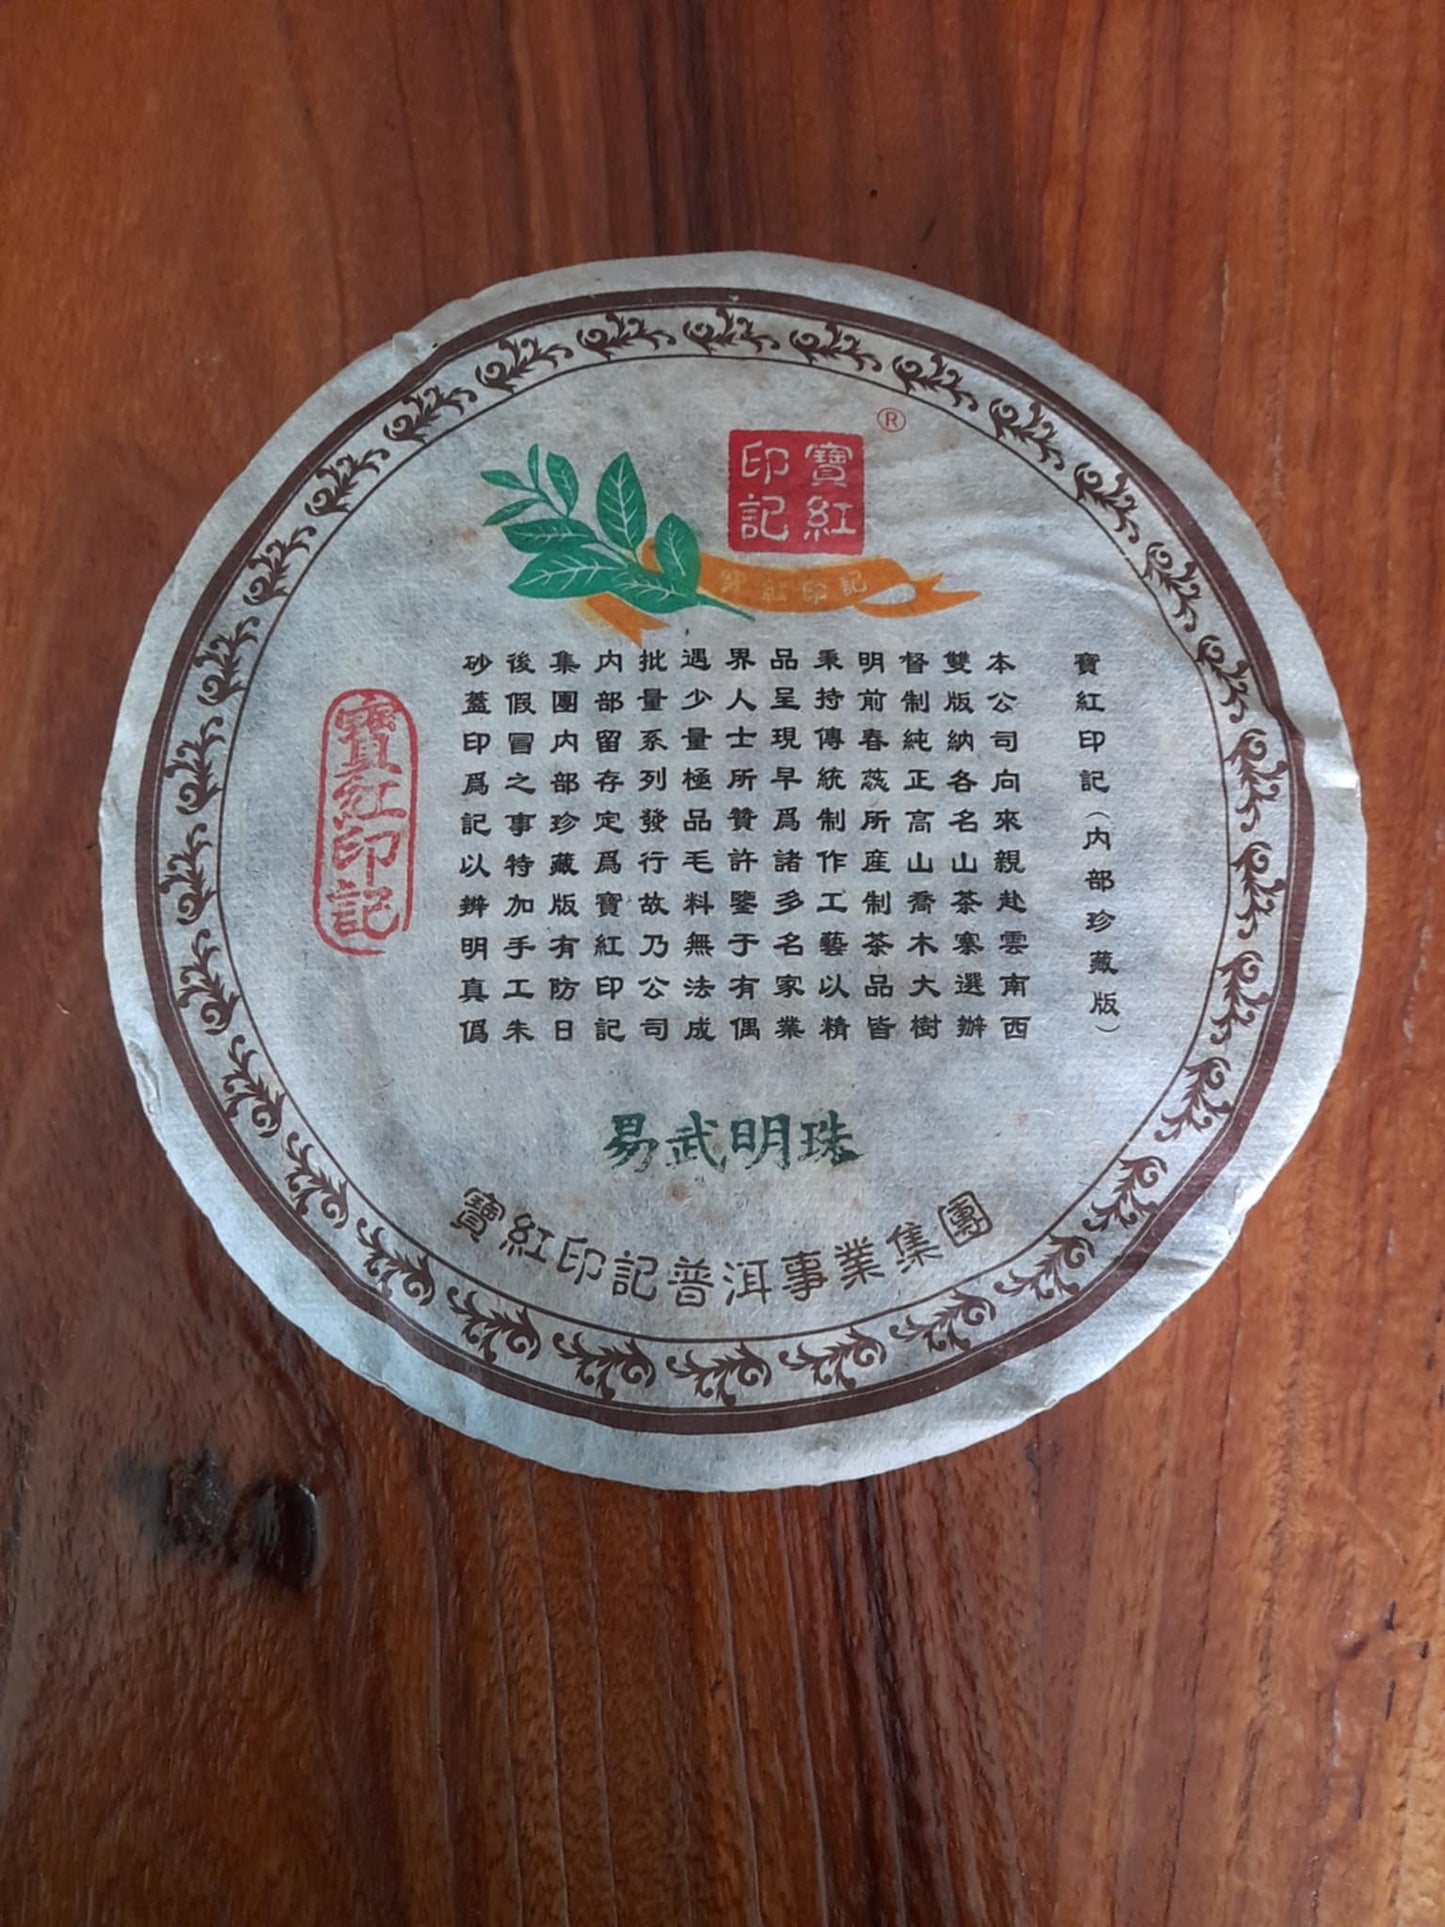 寶紅
印記
®
寶紅印記
寶紅印記（内部珍藏版）
本公司向來親赴雲南西
雙版納各名山茶寨選辦
督制純正高山喬木大樹
明前春蕊所産制茶品皆
秉持傳統制作工藝以精
品呈現早爲諸多名家業
界人士所贊許鑒于有偶
遇少量極品毛料無法成
批量系列發行故乃公司
内部留存定爲寶紅印記
集團内部珍藏版有防日
後假冒之事特加手工朱
砂蓋印爲記以辨明真僞
寶紅印記
易武明珠
寶紅印記普洱事業集團